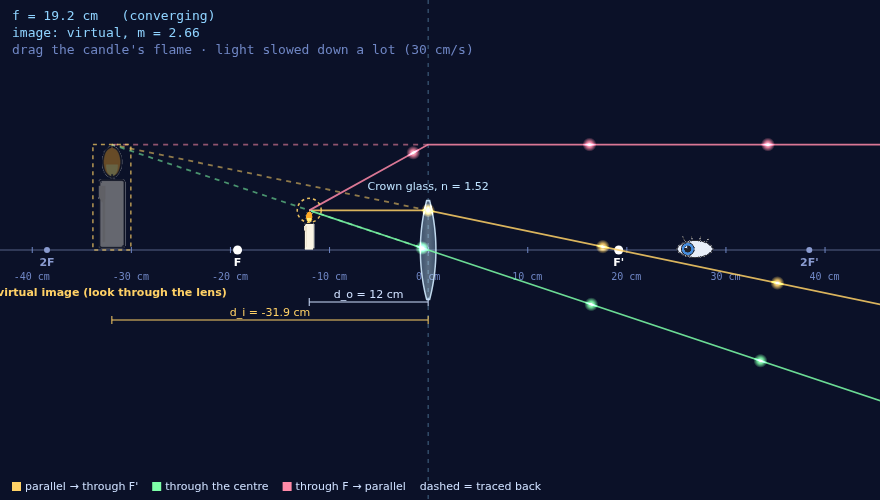 f = 19.2 cm   (converging)
image: virtual, m = 2.66
drag the candle's flame · light slowed down a lot (30 cm/s)
Crown glass, n = 1.52
2F F F' 2F'
-40 cm -30 cm -20 cm -10 cm 0 cm 10 cm 20 cm 30 cm 40 cm
virtual image (look through the lens)
d_o = 12 cm
d_i = -31.9 cm
parallel → through F' through the centre through F → parallel dashed = traced back